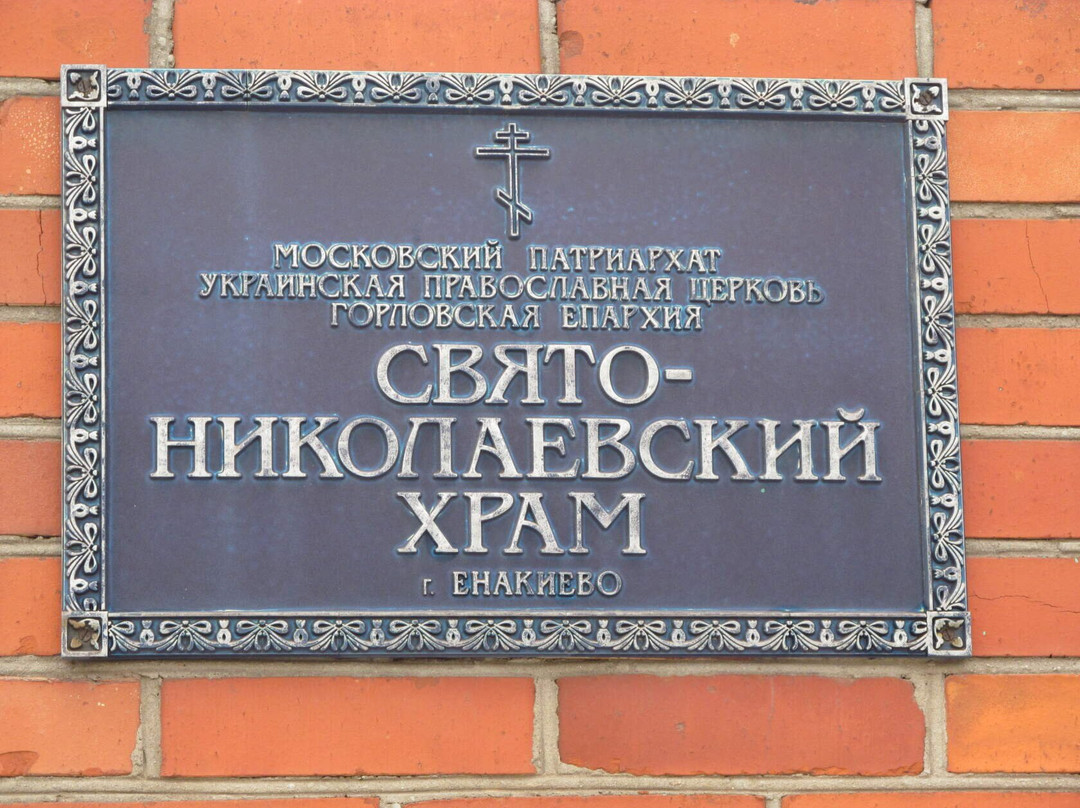 МОСКОВСКИЙ ПАТРИАРХАТ
УКРАИНСКАЯ ПРАВОСЛАВНАЯ ЦЕРКОВЬ
ГОРЛОВСКАЯ ЕПАРХИЯ
СВЯТО-
НИКОЛАЕВСКИЙ
ХРАМ
г. ЕНАКИЕВО